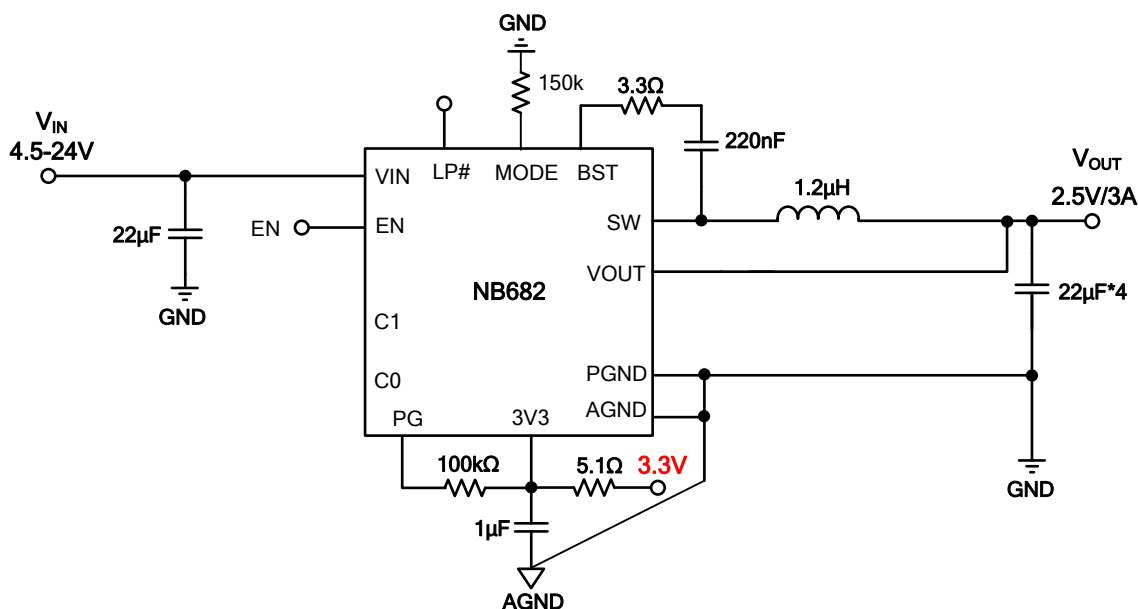 GND
150k
3.3Ω
220nF
V_IN
4.5-24V
LP#
MODE
BST
V_OUT
2.5V/3A
VIN
1.2µH
SW
EN
EN
22µF
VOUT
GND
NB682
22µF*4
C1
C0
PGND
AGND
PG
3V3
100kΩ
5.1Ω
3.3V
GND
1µF
AGND